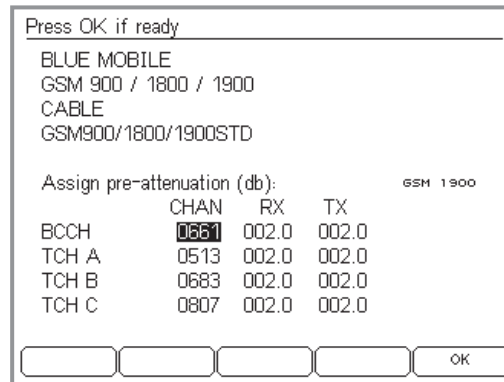 Press OK if ready
BLUE MOBILE
GSM 900 / 1800 / 1900
CABLE
GSM900/1800/1900STD
Assign pre-attenuation (db): GSM 1900
CHAN RX TX
BCCH 0661 002.0 002.0
TCH A 0513 002.0 002.0
TCH B 0683 002.0 002.0
TCH C 0807 002.0 002.0
OK